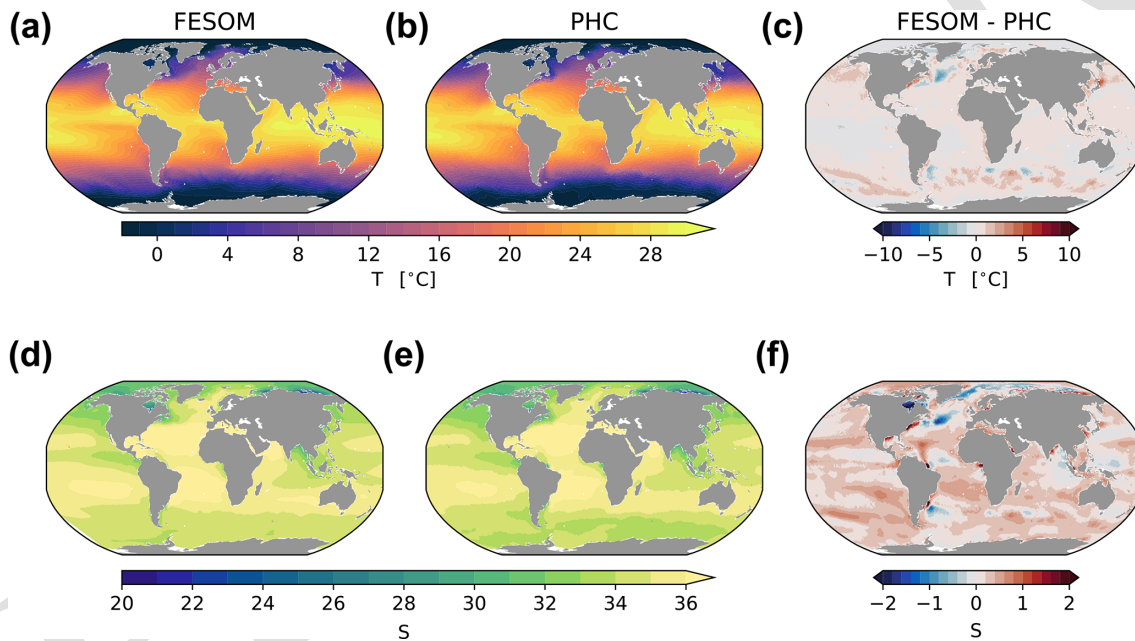 (a) FESOM (b) PHC (c) FESOM - PHC
0 4 8 12 16 20 24 28 −10 −5 0 5 10
T [°C] T [°C]
(d) (e) (f)
20 22 24 26 28 30 32 34 36 −2 −1 0 1 2
S S